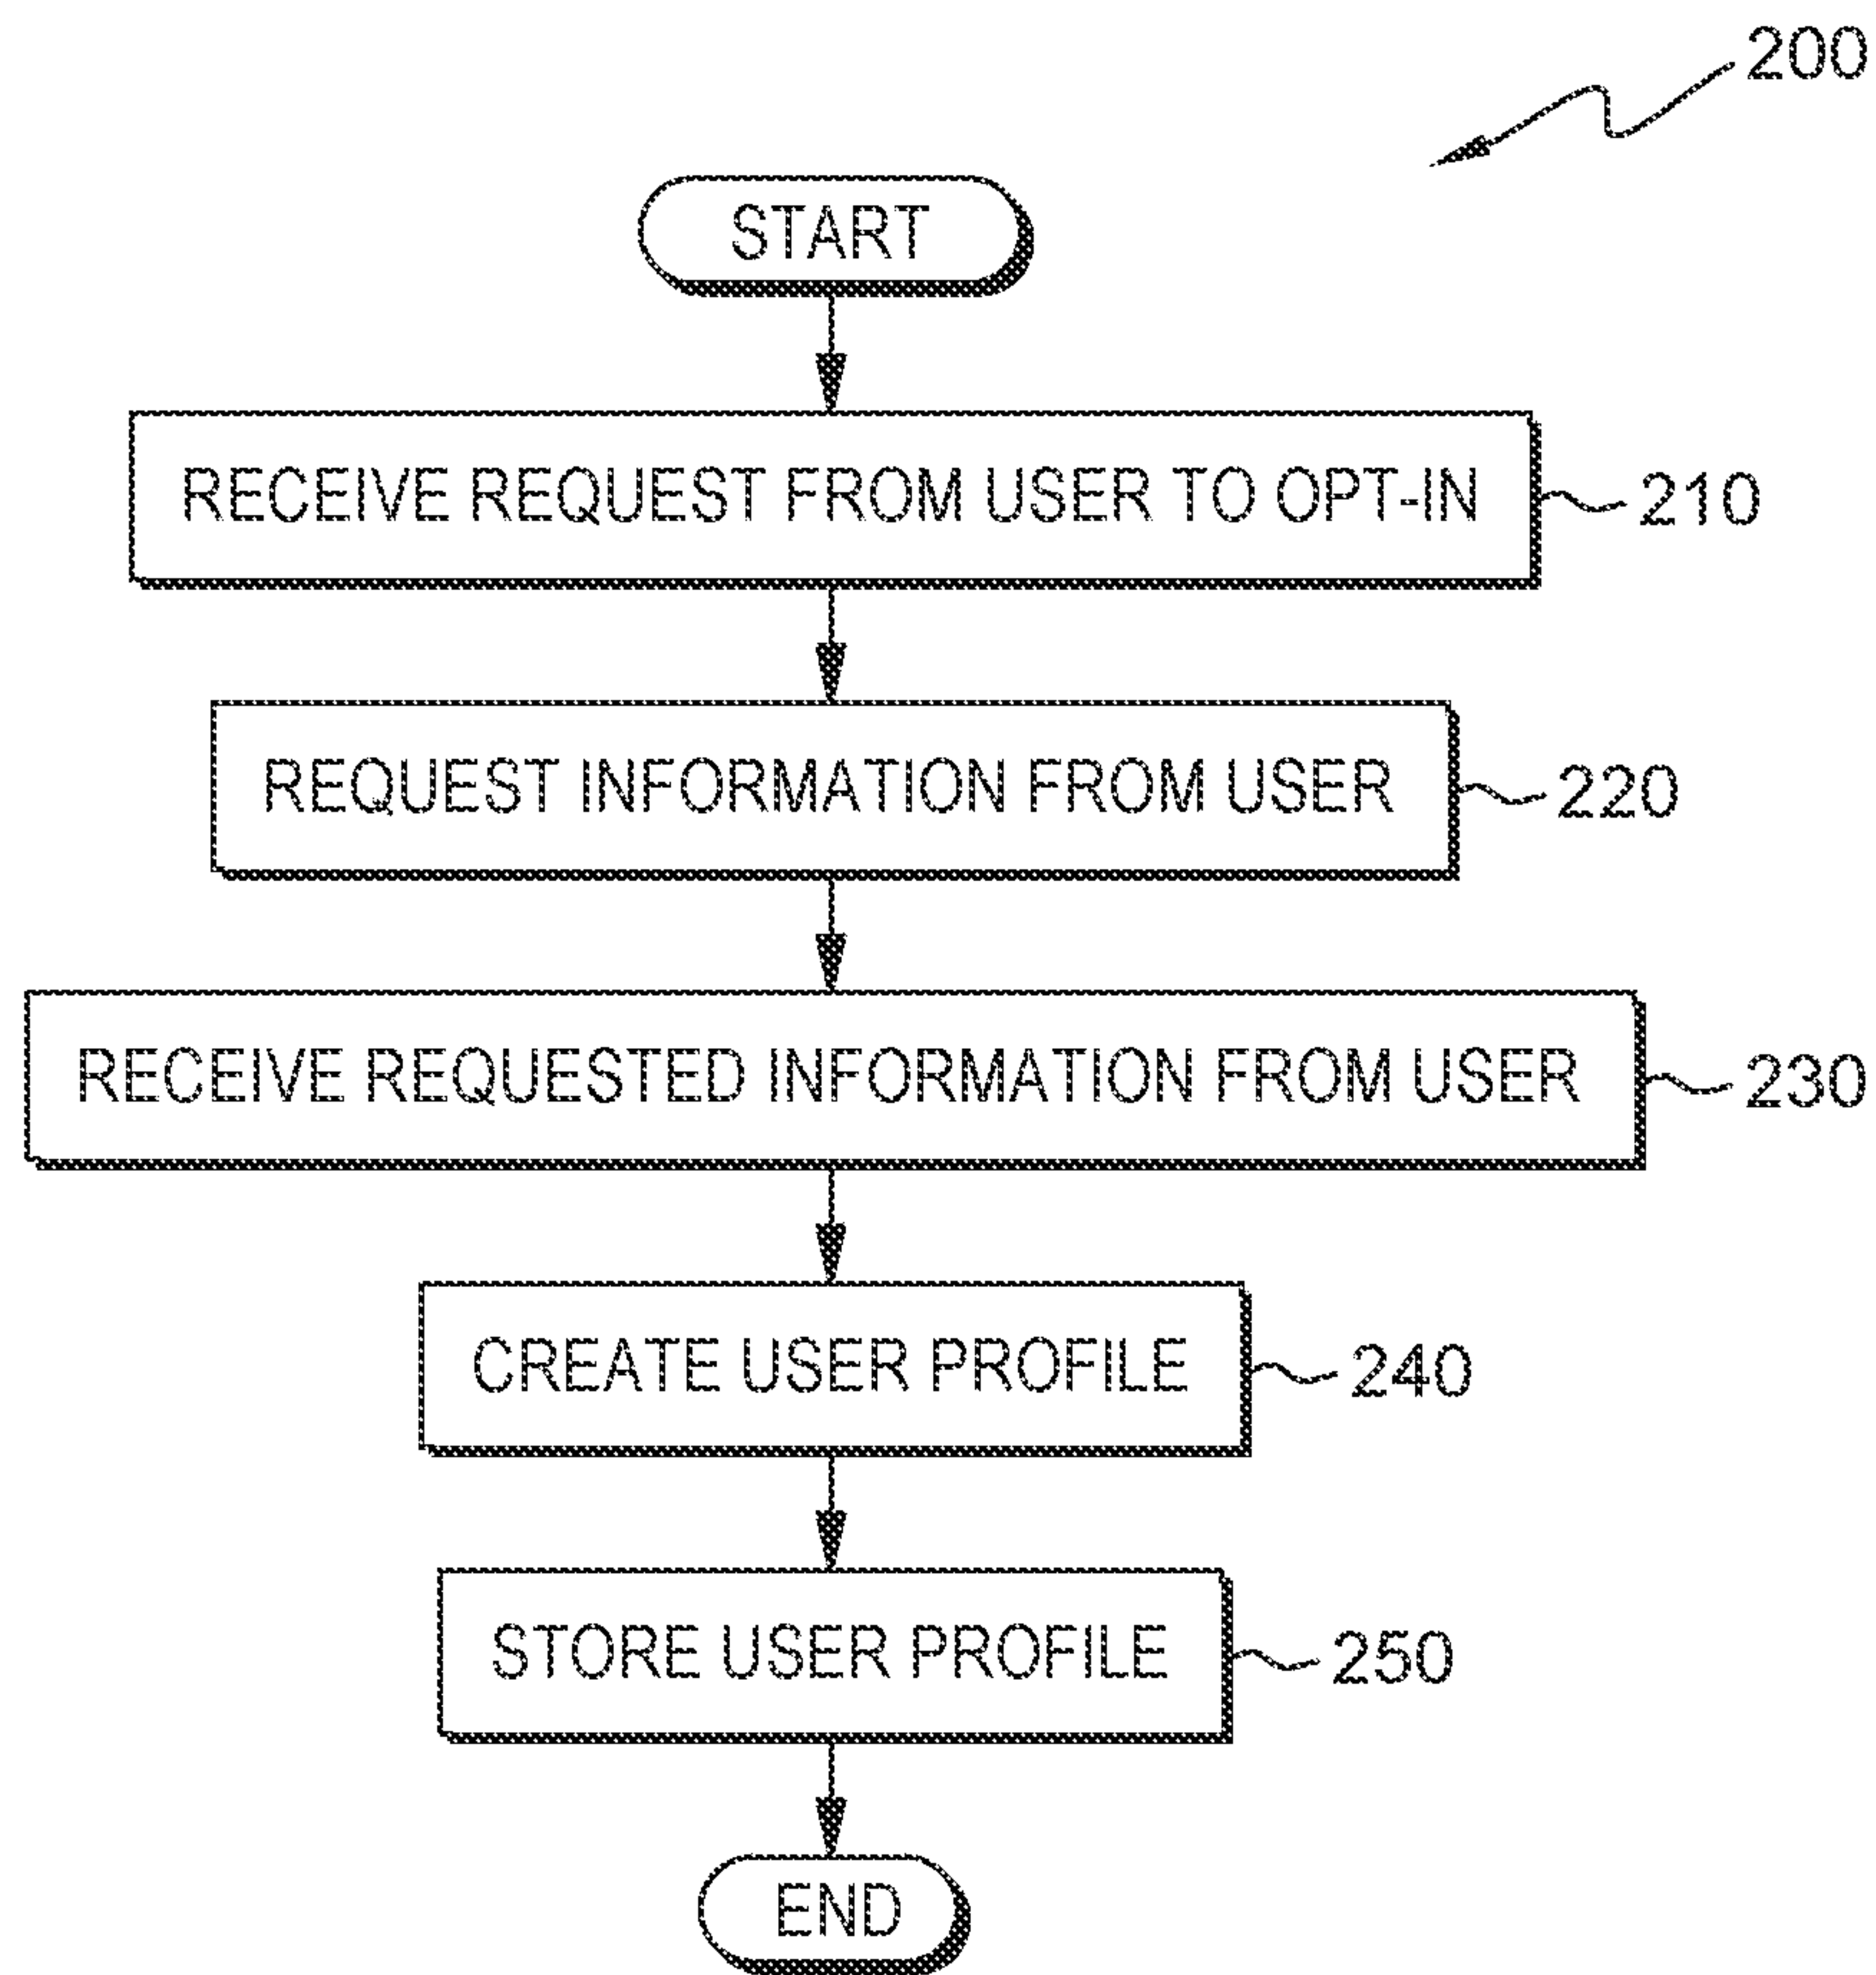 200
START
RECEIVE REQUEST FROM USER TO OPT-IN 210
REQUEST INFORMATION FROM USER 220
RECEIVE REQUESTED INFORMATION FROM USER 230
CREATE USER PROFILE 240
STORE USER PROFILE 250
END